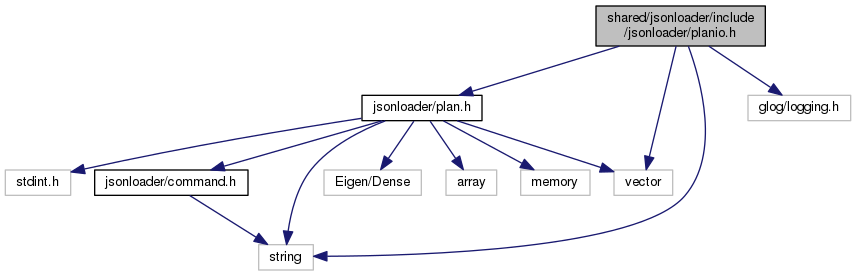 shared/jsonloader/include
/jsonloader/planio.h
jsonloader/plan.h
glog/logging.h
stdint.h
jsonloader/command.h
Eigen/Dense
array
memory
vector
string